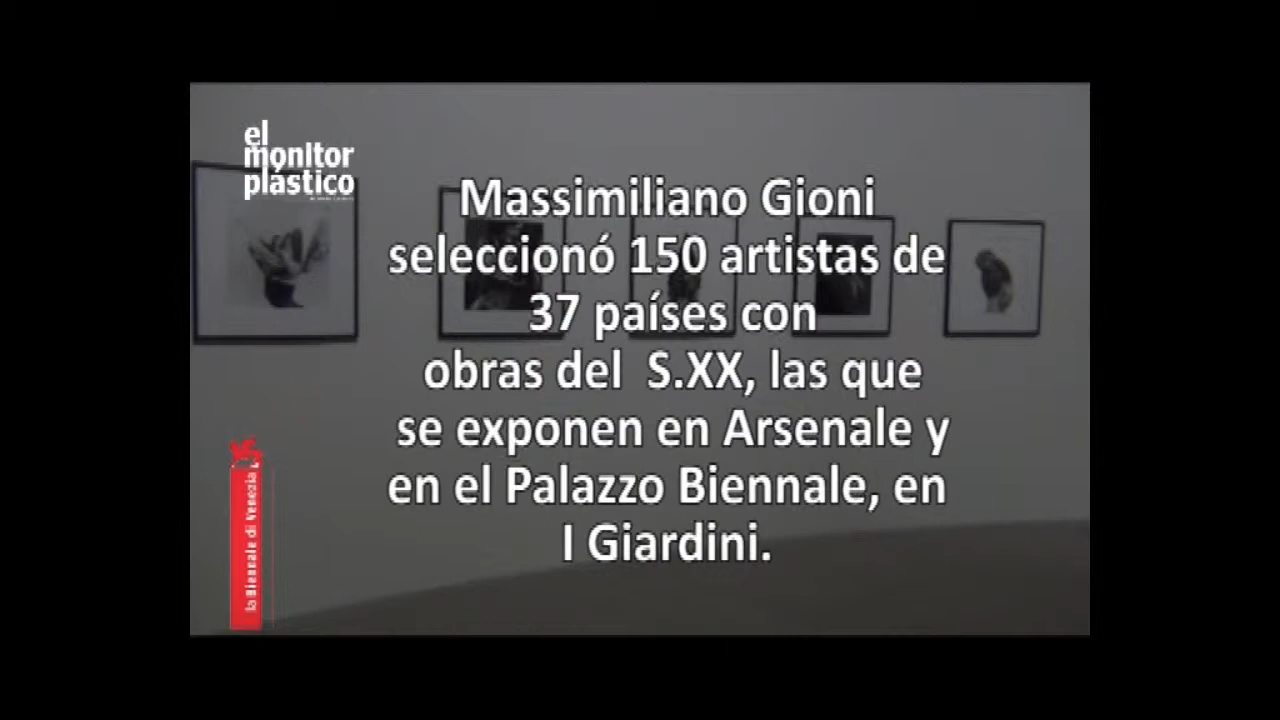 el
monitor
plástico
Massimiliano Gioni
seleccionó 150 artistas de
37 países con
obras del S.XX, las que
se exponen en Arsenale y
en el Palazzo Biennale, en
I Giardini.
la Biennale di Venezia